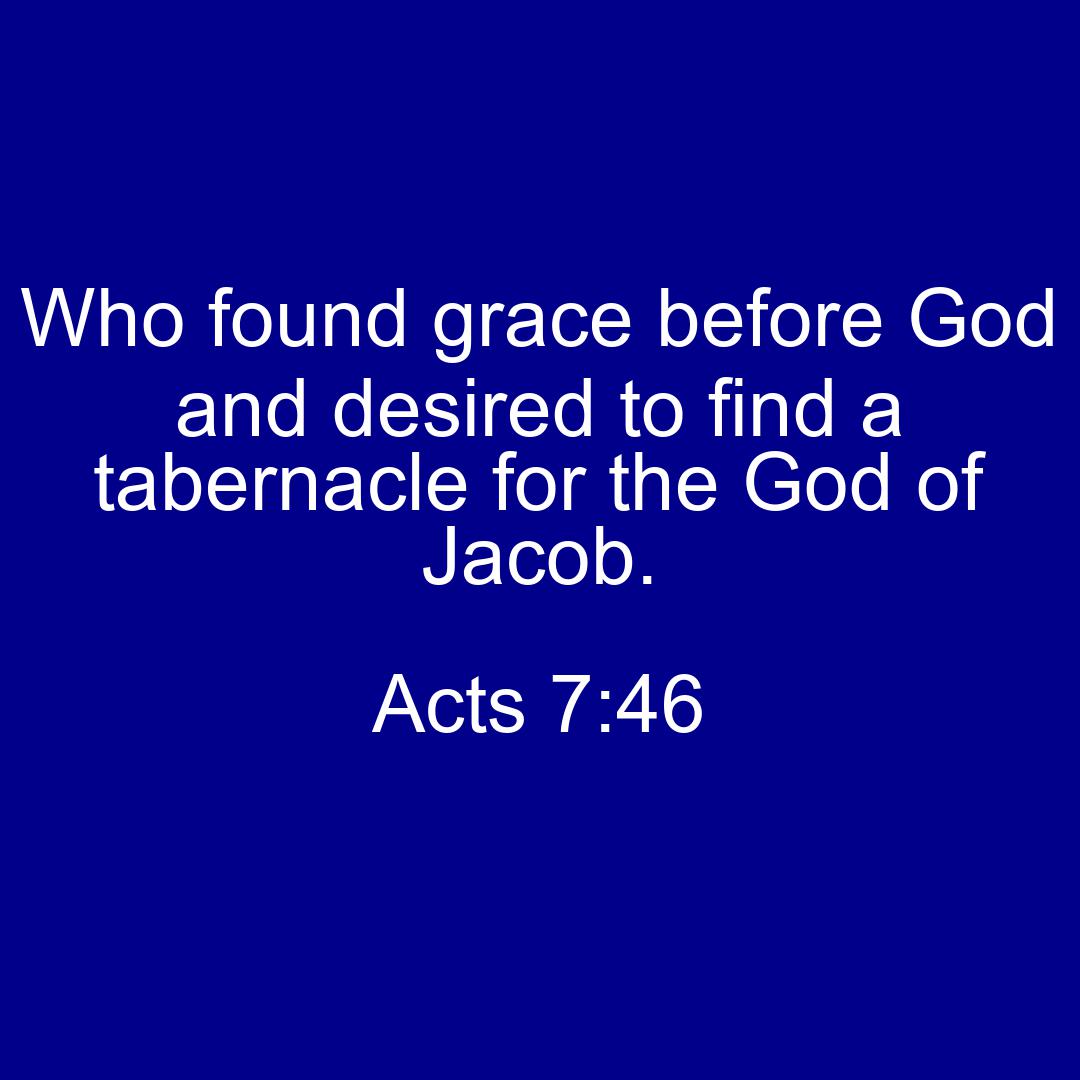 Who found grace before God
and desired to find a
tabernacle for the God of
Jacob.
Acts 7:46